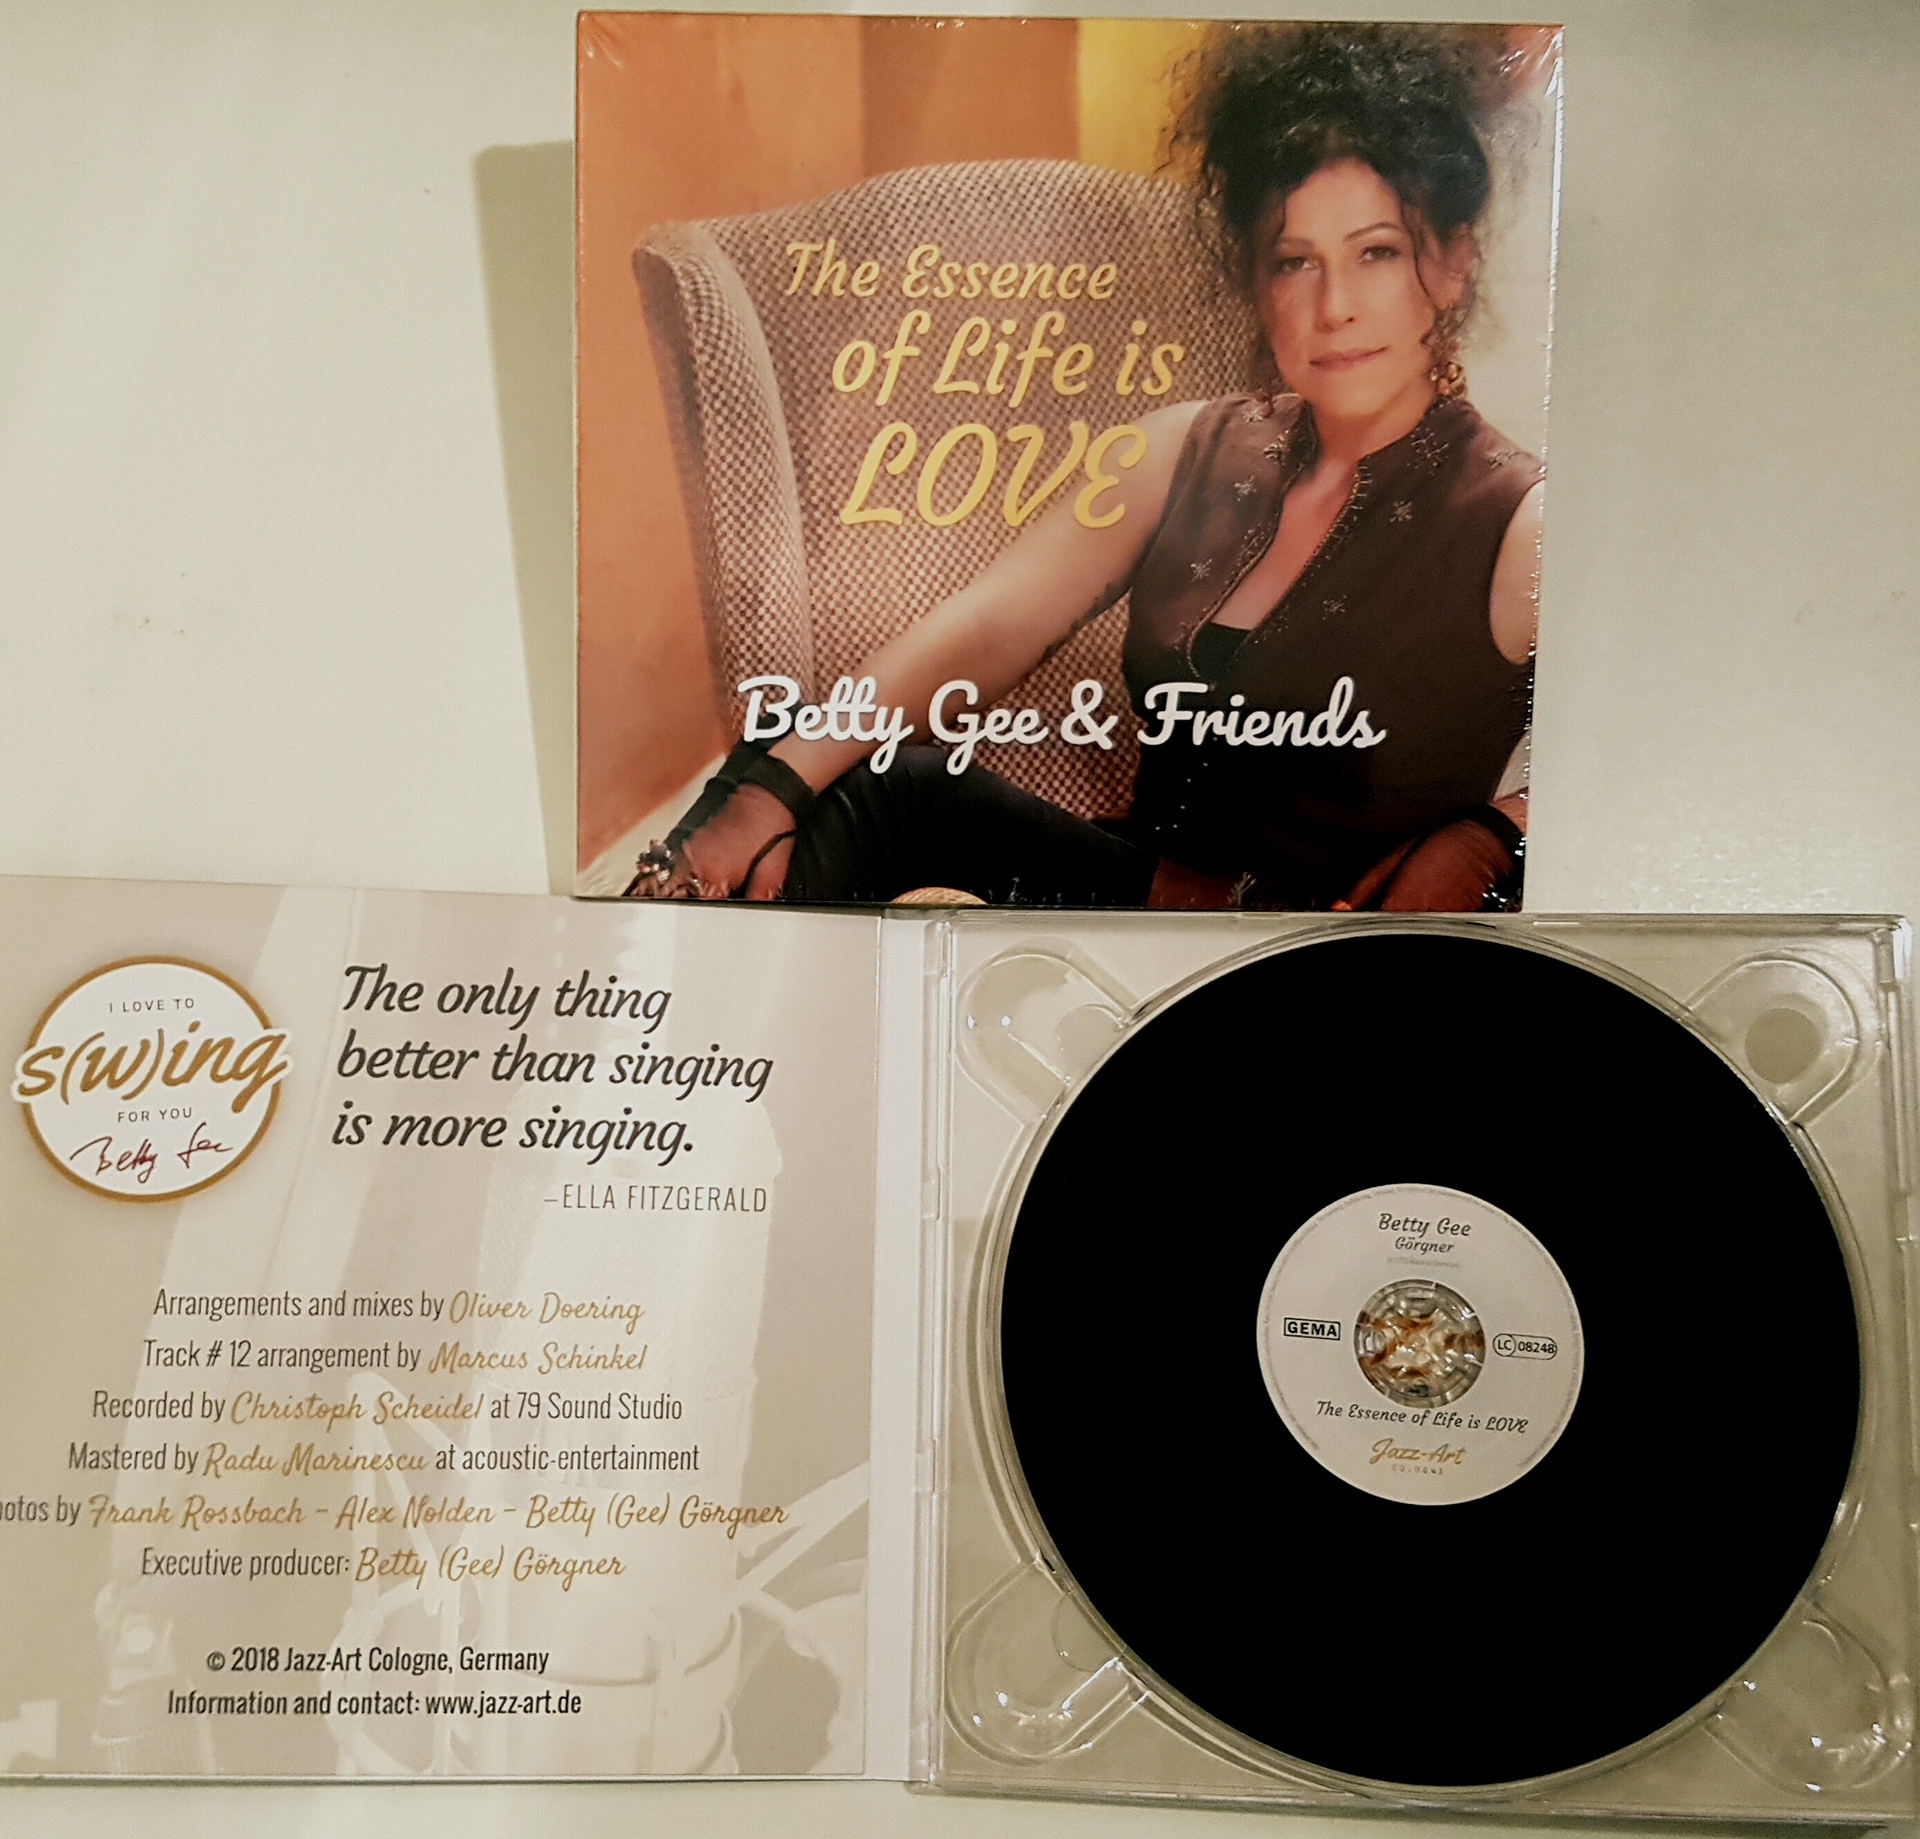 The Essence
of Life is
LOVE
Betty Gee & Friends
I LOVE TO
s(w)ing
FOR YOU
Betty Gee
The only thing
better than singing
is more singing.
–ELLA FITZGERALD
Arrangements and mixes by Oliver Doering
Track # 12 arrangement by Marcus Schinkel
Recorded by Christoph Scheidel at 79 Sound Studio
Mastered by Radu Marinescu at acoustic-entertainment
otos by Frank Rossbach – Alex Nolden – Betty (Gee) Görgner
Executive producer: Betty (Gee) Görgner
© 2018 Jazz-Art Cologne, Germany
Information and contact: www.jazz-art.de
Betty Gee
Görgner
GEMA
LC 08248
The Essence of Life is LOVE
Jazz-Art
COLOGNE